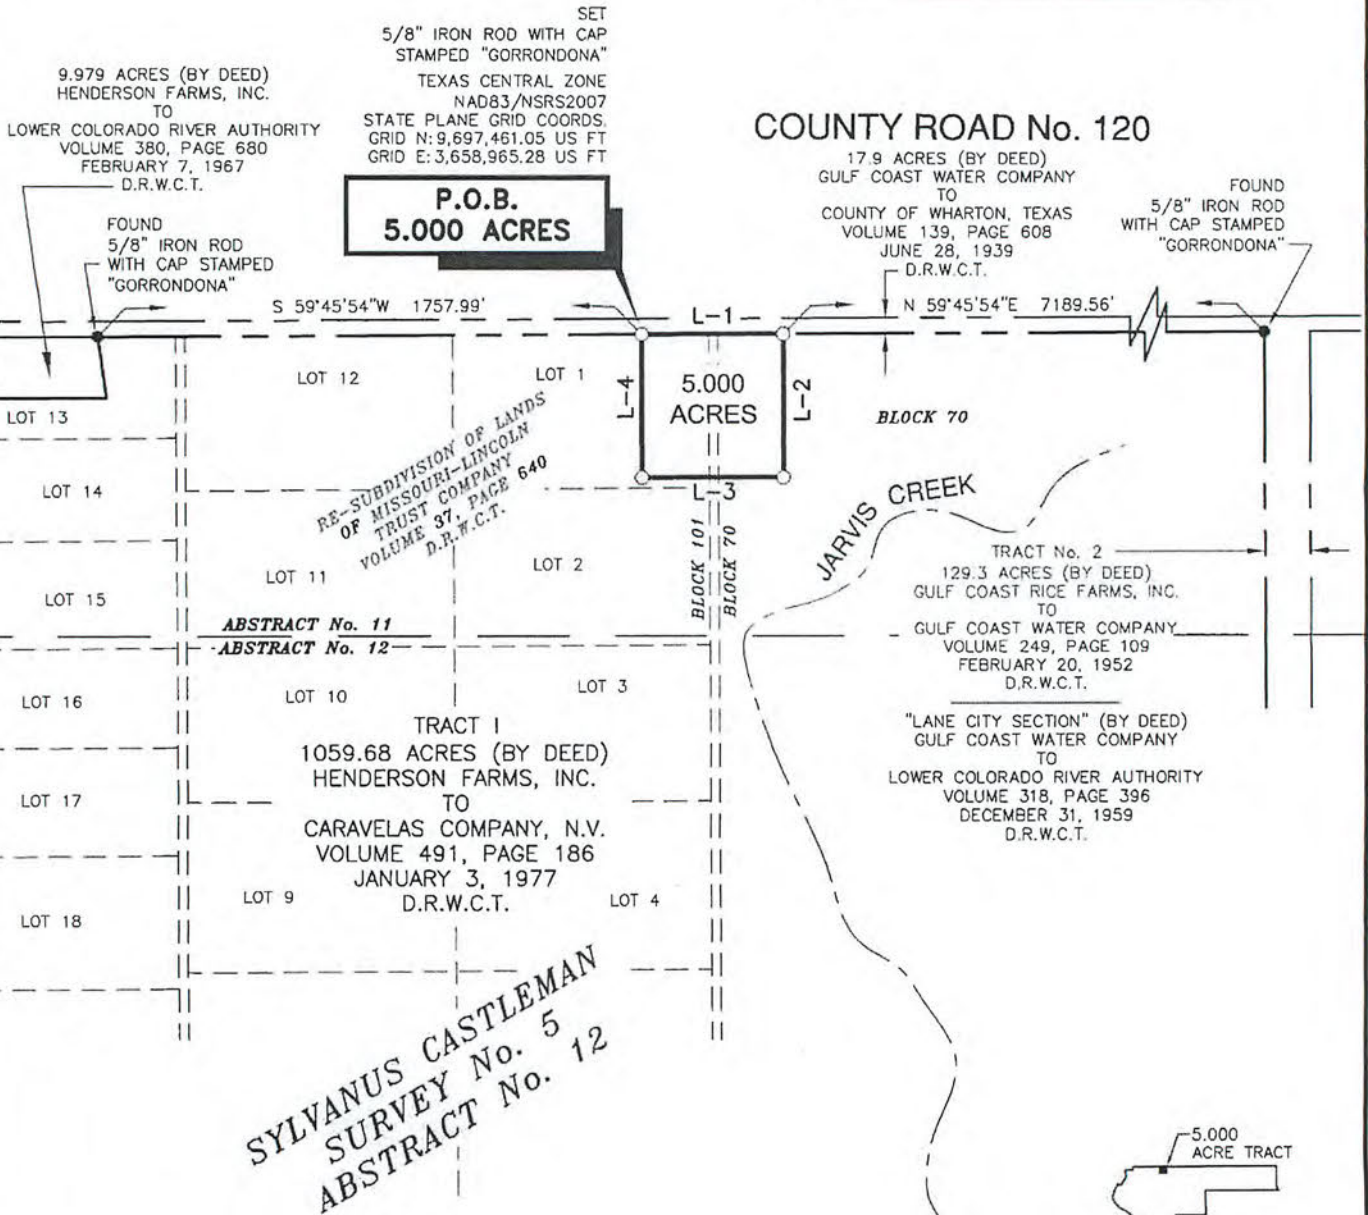 SET
5/8" IRON ROD WITH CAP
STAMPED "GORRONDONA"
TEXAS CENTRAL ZONE
NAD83/NSRS2007
STATE PLANE GRID COORDS.
GRID N: 9,697,461.05 US FT
GRID E: 3,658,965.28 US FT
P.O.B.
5.000 ACRES
9.979 ACRES (BY DEED)
HENDERSON FARMS, INC.
TO
LOWER COLORADO RIVER AUTHORITY
VOLUME 380, PAGE 680
FEBRUARY 7, 1967
D.R.W.C.T.
FOUND
5/8" IRON ROD
WITH CAP STAMPED
"GORRONDONA"
COUNTY ROAD No. 120
17.9 ACRES (BY DEED)
GULF COAST WATER COMPANY
TO
COUNTY OF WHARTON, TEXAS
VOLUME 139, PAGE 608
JUNE 28, 1939
D.R.W.C.T.
FOUND
5/8" IRON ROD
WITH CAP STAMPED
"GORRONDONA"
S 59°45'54"W 1757.99'
L-1
N 59°45'54"E 7189.56'
LOT 12
LOT 1
L-4
5.000
ACRES
L-2
L-3
BLOCK 70
LOT 13
RE-SUBDIVISION OF LANDS
OF MISSOURI-LINCOLN
TRUST COMPANY
VOLUME 37, PAGE 640
D.R.W.C.T.
LOT 14
JARVIS CREEK
LOT 11
LOT 2
BLOCK 101
BLOCK 70
LOT 15
TRACT No. 2
129.3 ACRES (BY DEED)
GULF COAST RICE FARMS, INC.
TO
GULF COAST WATER COMPANY
VOLUME 249, PAGE 109
FEBRUARY 20, 1952
D.R.W.C.T.
ABSTRACT No. 11
ABSTRACT No. 12
LOT 16
LOT 10
LOT 3
"LANE CITY SECTION" (BY DEED)
GULF COAST WATER COMPANY
TO
LOWER COLORADO RIVER AUTHORITY
VOLUME 318, PAGE 396
DECEMBER 31, 1959
D.R.W.C.T.
TRACT I
1059.68 ACRES (BY DEED)
HENDERSON FARMS, INC.
TO
CARAVELAS COMPANY, N.V.
VOLUME 491, PAGE 186
JANUARY 3, 1977
D.R.W.C.T.
LOT 17
LOT 9
LOT 4
LOT 18
SYLVANUS CASTLEMAN
SURVEY No. 5
ABSTRACT No. 12
5.000
ACRE TRACT